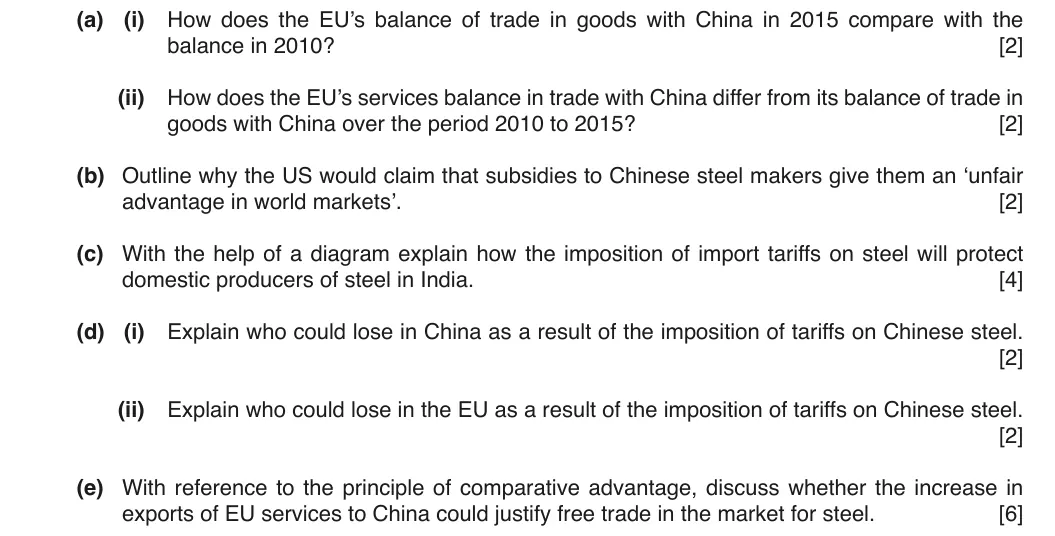 (a) (i) How does the EU’s balance of trade in goods with China in 2015 compare with the
balance in 2010? [2]
(ii) How does the EU’s services balance in trade with China differ from its balance of trade in
goods with China over the period 2010 to 2015? [2]
(b) Outline why the US would claim that subsidies to Chinese steel makers give them an ‘unfair
advantage in world markets’. [2]
(c) With the help of a diagram explain how the imposition of import tariffs on steel will protect
domestic producers of steel in India. [4]
(d) (i) Explain who could lose in China as a result of the imposition of tariffs on Chinese steel.
[2]
(ii) Explain who could lose in the EU as a result of the imposition of tariffs on Chinese steel.
[2]
(e) With reference to the principle of comparative advantage, discuss whether the increase in
exports of EU services to China could justify free trade in the market for steel. [6]